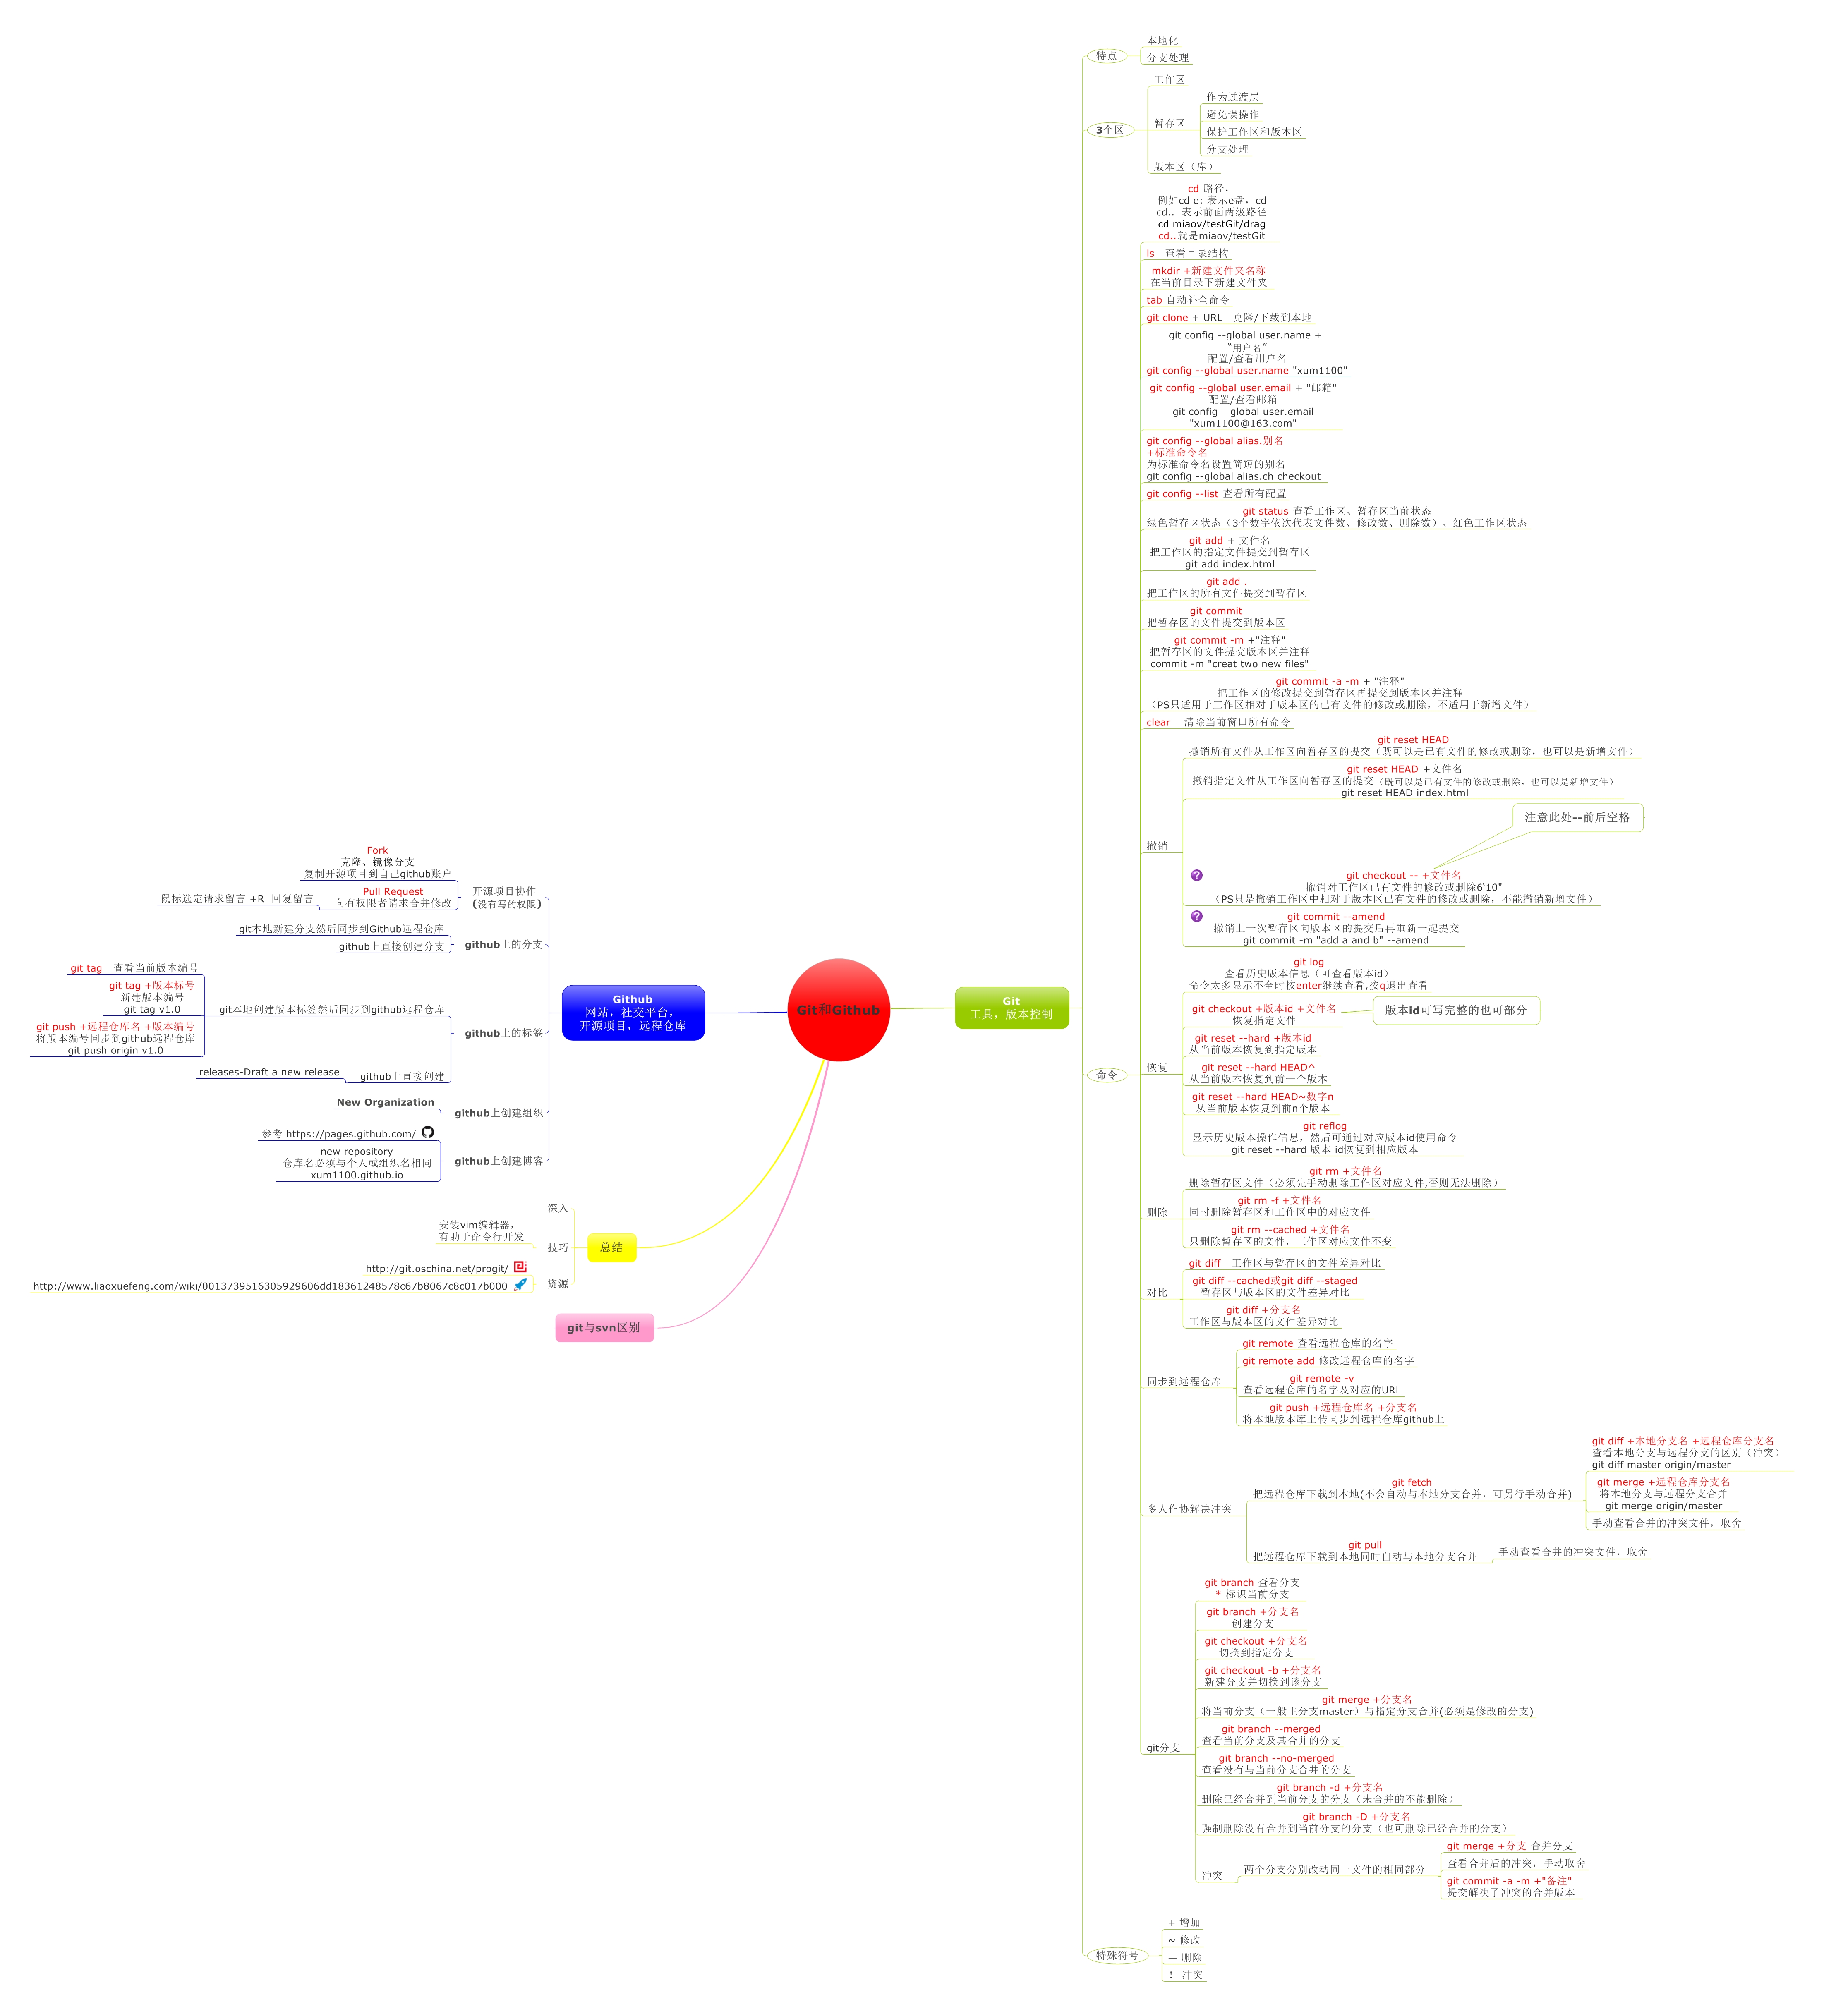 Git和Github
Git
工具，版本控制
特点
本地化
分支处理
3个区
工作区
暂存区
作为过渡层
避免误操作
保护工作区和版本区
分支处理
版本区（库）
命令
cd 路径，
例如cd e: 表示e盘，cd
cd.. 表示前面两级路径
cd miaov/testGit/drag
cd..就是miaov/testGit
ls 查看目录结构
mkdir +新建文件夹名称
在当前目录下新建文件夹
tab 自动补全命令
git clone + URL 克隆/下载到本地
git config --global user.name +
“用户名”
配置/查看用户名
git config --global user.name "xum1100"
git config --global user.email + "邮箱"
配置/查看邮箱
git config --global user.email
"xum1100@163.com"
git config --global alias.别名
+标准命令名
为标准命令名设置简短的别名
git config --global alias.ch checkout
git config --list 查看所有配置
git status 查看工作区、暂存区当前状态
绿色暂存区状态（3个数字依次代表文件数、修改数、删除数）、红色工作区状态
git add + 文件名
把工作区的指定文件提交到暂存区
git add index.html
git add .
把工作区的所有文件提交到暂存区
git commit
把暂存区的文件提交到版本区
git commit -m +"注释"
把暂存区的文件提交版本区并注释
commit -m "creat two new files"
git commit -a -m + "注释"
把工作区的修改提交到暂存区再提交到版本区并注释
（PS只适用于工作区相对于版本区的已有文件的修改或删除，不适用于新增文件）
clear 清除当前窗口所有命令
撤销
git reset HEAD
撤销所有文件从工作区向暂存区的提交（既可以是已有文件的修改或删除，也可以是新增文件）
git reset HEAD +文件名
撤销指定文件从工作区向暂存区的提交（既可以是已有文件的修改或删除，也可以是新增文件）
git reset HEAD index.html
注意此处--前后空格
git checkout -- +文件名
撤销对工作区已有文件的修改或删除6‘10”
（PS只是撤销工作区中相对于版本区已有文件的修改或删除，不能撤销新增文件）
git commit --amend
撤销上一次暂存区向版本区的提交后再重新一起提交
git commit -m "add a and b" --amend
恢复
git log
查看历史版本信息（可查看版本id）
命令太多显示不全时按enter继续查看,按q退出查看
git checkout +版本id +文件名
恢复指定文件
版本id可写完整的也可部分
git reset --hard +版本id
从当前版本恢复到指定版本
git reset --hard HEAD^
从当前版本恢复到前一个版本
git reset --hard HEAD~数字n
从当前版本恢复到前n个版本
git reflog
显示历史版本操作信息，然后可通过对应版本id使用命令
git reset --hard 版本 id恢复到相应版本
删除
git rm +文件名
删除暂存区文件（必须先手动删除工作区对应文件,否则无法删除）
git rm -f +文件名
同时删除暂存区和工作区中的对应文件
git rm --cached +文件名
只删除暂存区的文件，工作区对应文件不变
对比
git diff 工作区与暂存区的文件差异对比
git diff --cached或git diff --staged
暂存区与版本区的文件差异对比
git diff +分支名
工作区与版本区的文件差异对比
同步到远程仓库
git remote 查看远程仓库的名字
git remote add 修改远程仓库的名字
git remote -v
查看远程仓库的名字及对应的URL
git push +远程仓库名 +分支名
将本地版本库上传同步到远程仓库github上
多人作协解决冲突
git fetch
把远程仓库下载到本地(不会自动与本地分支合并，可另行手动合并)
git diff +本地分支名 +远程仓库分支名
查看本地分支与远程分支的区别（冲突）
git diff master origin/master
git merge +远程仓库分支名
将本地分支与远程分支合并
git merge origin/master
手动查看合并的冲突文件，取舍
git pull
把远程仓库下载到本地同时自动与本地分支合并
手动查看合并的冲突文件，取舍
git分支
git branch 查看分支
* 标识当前分支
git branch +分支名
创建分支
git checkout +分支名
切换到指定分支
git checkout -b +分支名
新建分支并切换到该分支
git merge +分支名
将当前分支（一般主分支master）与指定分支合并(必须是修改的分支)
git branch --merged
查看当前分支及其合并的分支
git branch --no-merged
查看没有与当前分支合并的分支
git branch -d +分支名
删除已经合并到当前分支的分支（未合并的不能删除）
git branch -D +分支名
强制删除没有合并到当前分支的分支（也可删除已经合并的分支）
冲突
两个分支分别改动同一文件的相同部分
git merge +分支 合并分支
查看合并后的冲突，手动取舍
git commit -a -m +"备注"
提交解决了冲突的合并版本
特殊符号
+ 增加
~ 修改
— 删除
！ 冲突
Github
网站，社交平台，
开源项目，远程仓库
开源项目协作
(没有写的权限)
Fork
克隆、镜像分支
复制开源项目到自己github账户
Pull Request
向有权限者请求合并修改
鼠标选定请求留言 +R 回复留言
github上的分支
git本地新建分支然后同步到Github远程仓库
github上直接创建分支
github上的标签
git本地创建版本标签然后同步到github远程仓库
git tag 查看当前版本编号
git tag +版本标号
新建版本编号
git tag v1.0
git push +远程仓库名 +版本编号
将版本编号同步到github远程仓库
git push origin v1.0
github上直接创建
releases-Draft a new release
github上创建组织
New Organization
github上创建博客
参考 https://pages.github.com/
new repository
仓库名必须与个人或组织名相同
xum1100.github.io
总结
深入
技巧
安装vim编辑器，
有助于命令行开发
资源
http://git.oschina.net/progit/
http://www.liaoxuefeng.com/wiki/0013739516305929606dd18361248578c67b8067c8c017b000
git与svn区别